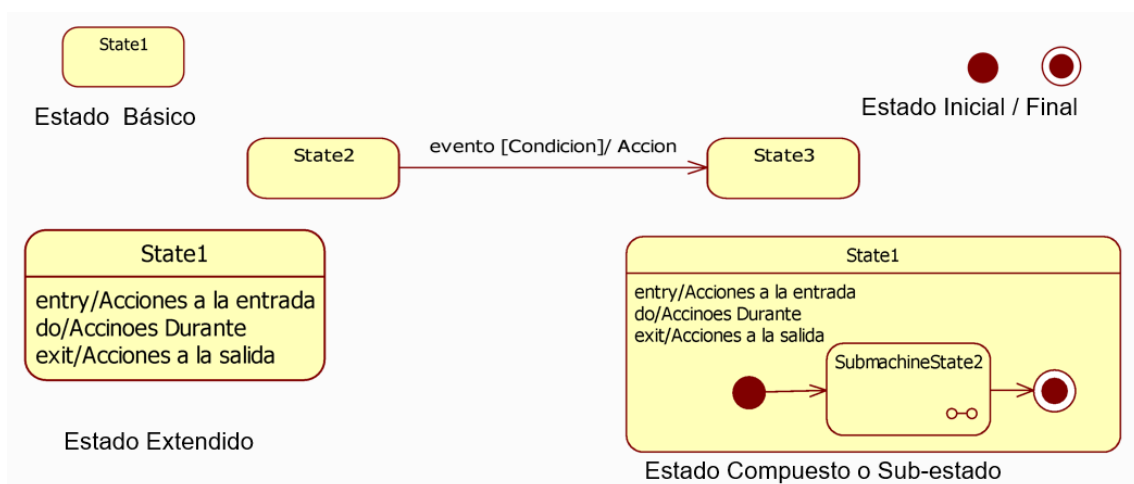 State1
Estado Básico
Estado Inicial / Final
State2
evento [Condicion]/ Accion
State3
State1
entry/Acciones a la entrada
do/Accinoes Durante
exit/Acciones a la salida
Estado Extendido
State1
entry/Acciones a la entrada
do/Accinoes Durante
exit/Acciones a la salida
SubmachineState2
Estado Compuesto o Sub-estado